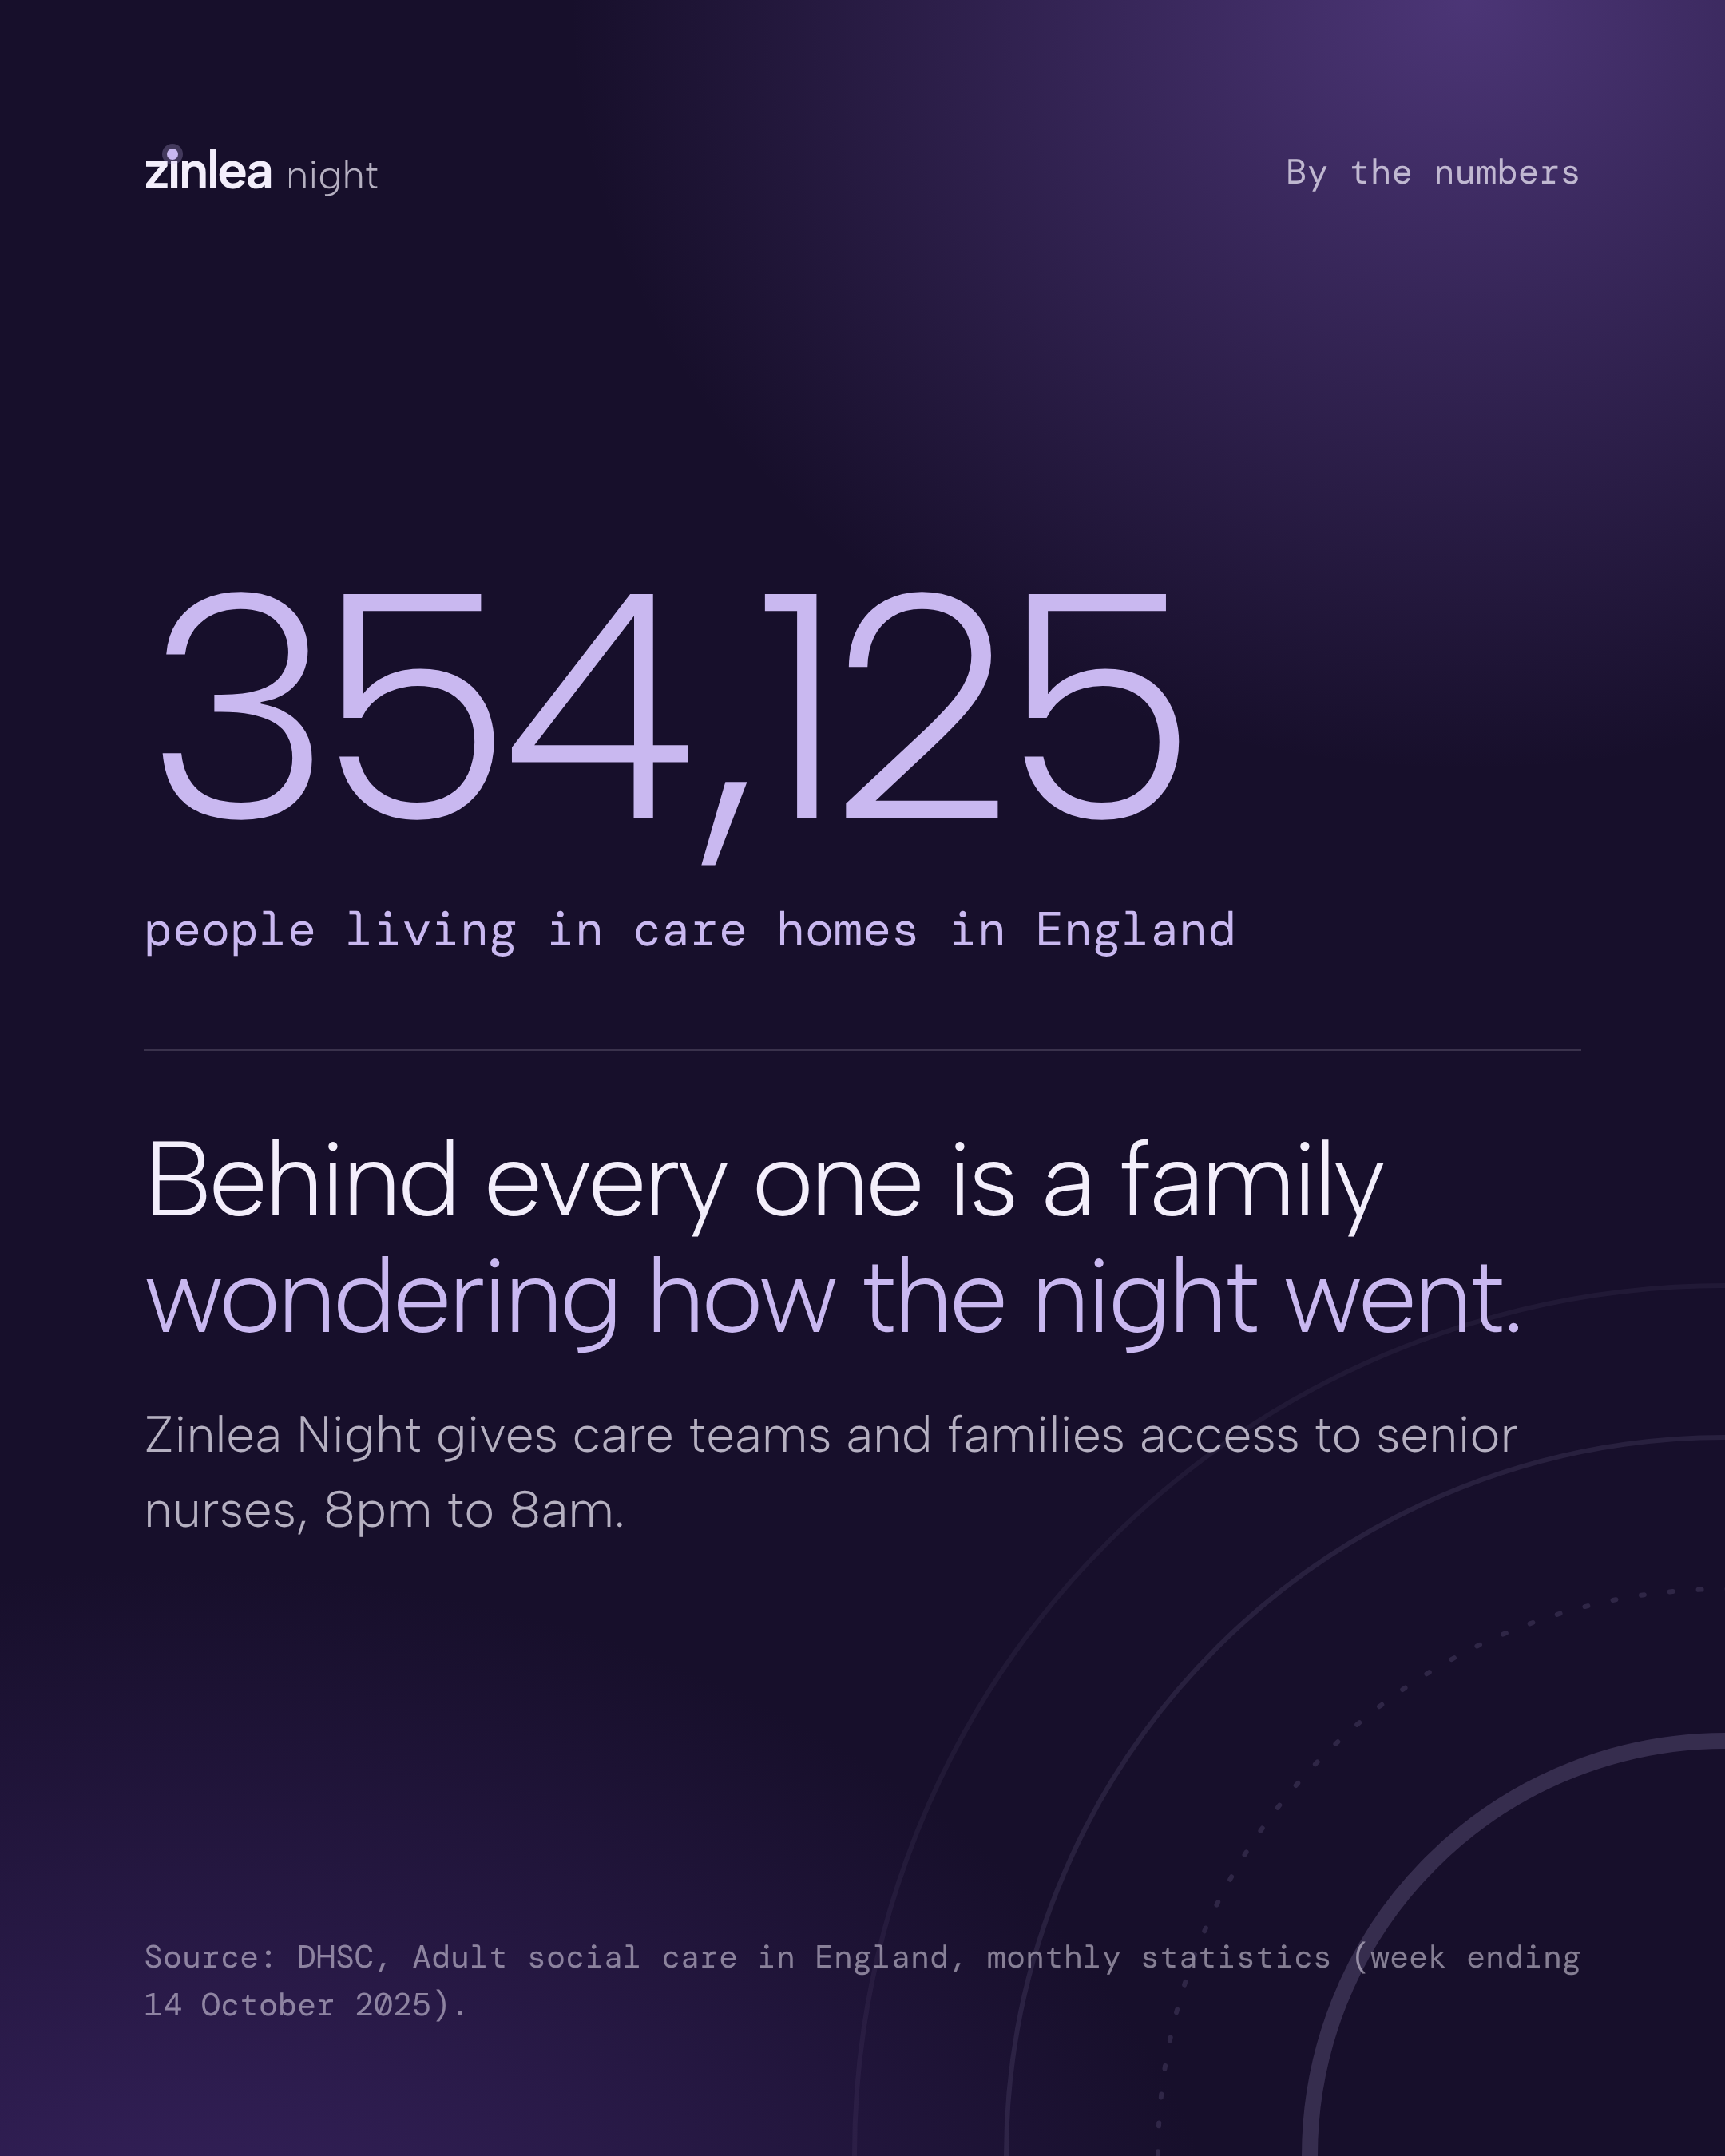 zinlea night
By the numbers
354,125
people living in care homes in England
Behind every one is a family
wondering how the night went.
Zinlea Night gives care teams and families access to senior
nurses, 8pm to 8am.
Source: DHSC, Adult social care in England, monthly statistics (week ending
14 October 2025).